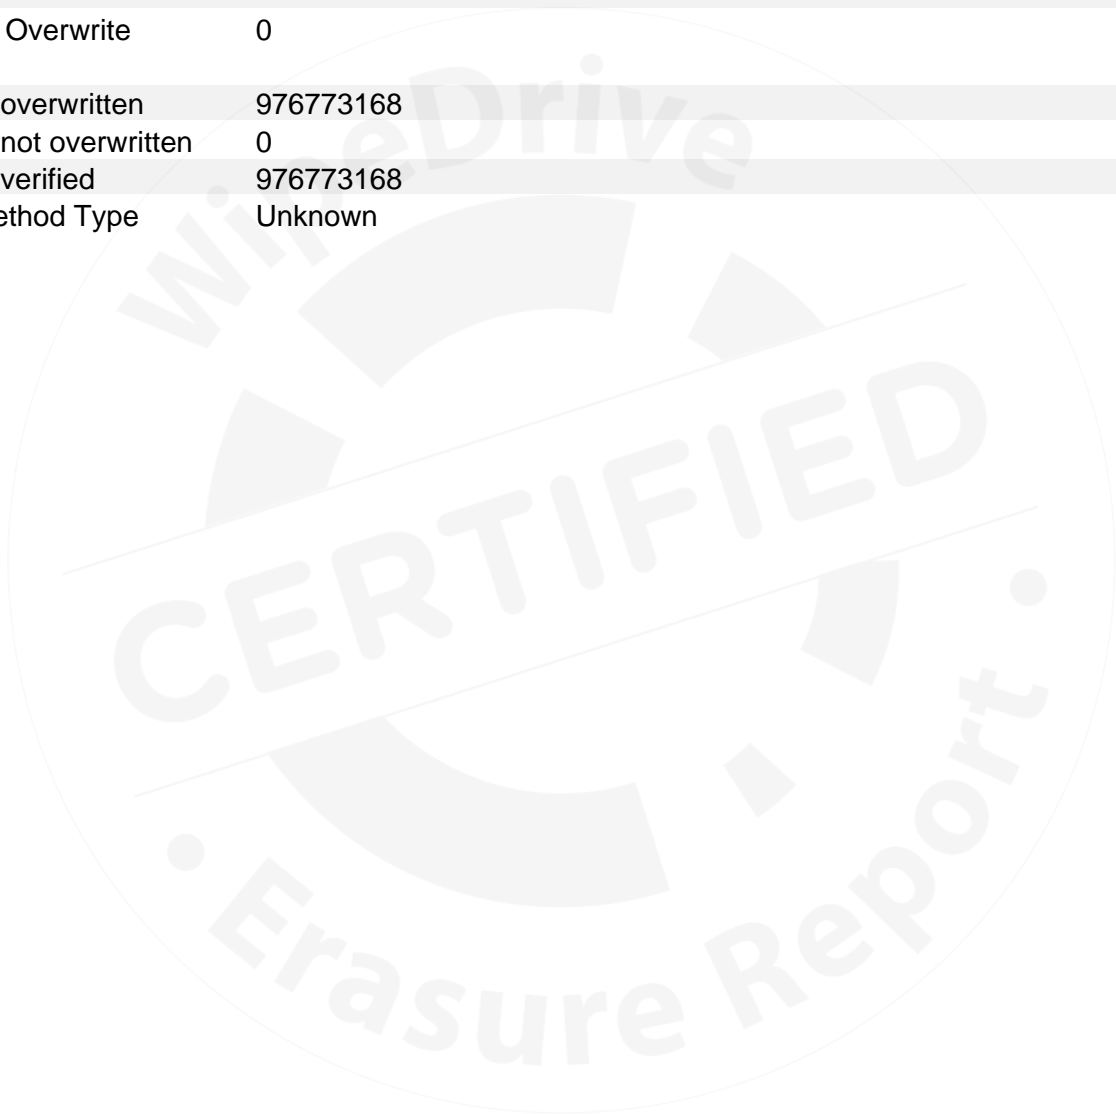 Overwrite 0
overwritten 976773168
not overwritten 0
verified 976773168
ethod Type Unknown
WipeDrive
CERTIFIED
• Erasure Report •